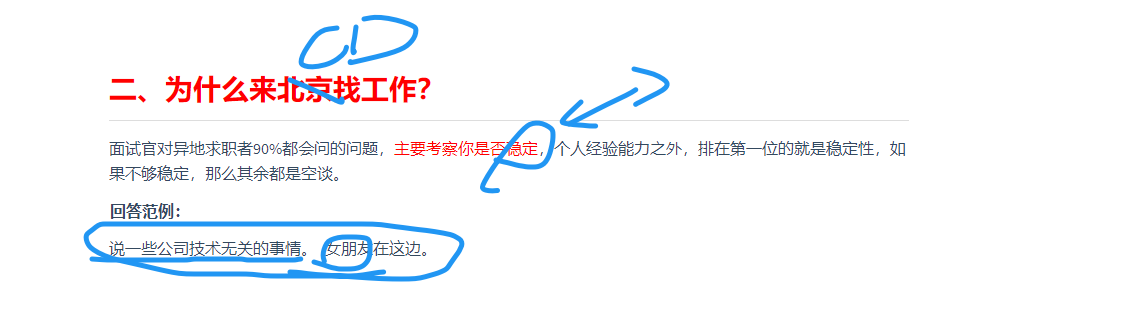 CD
二、为什么来北京找工作？
面试官对异地求职者90%都会问的问题，主要考察你是否稳定，个人经验能力之外，排在第一位的就是稳定性，如
果不够稳定，那么其余都是空谈。
回答范例：
说一些公司技术无关的事情。 女朋友在这边。